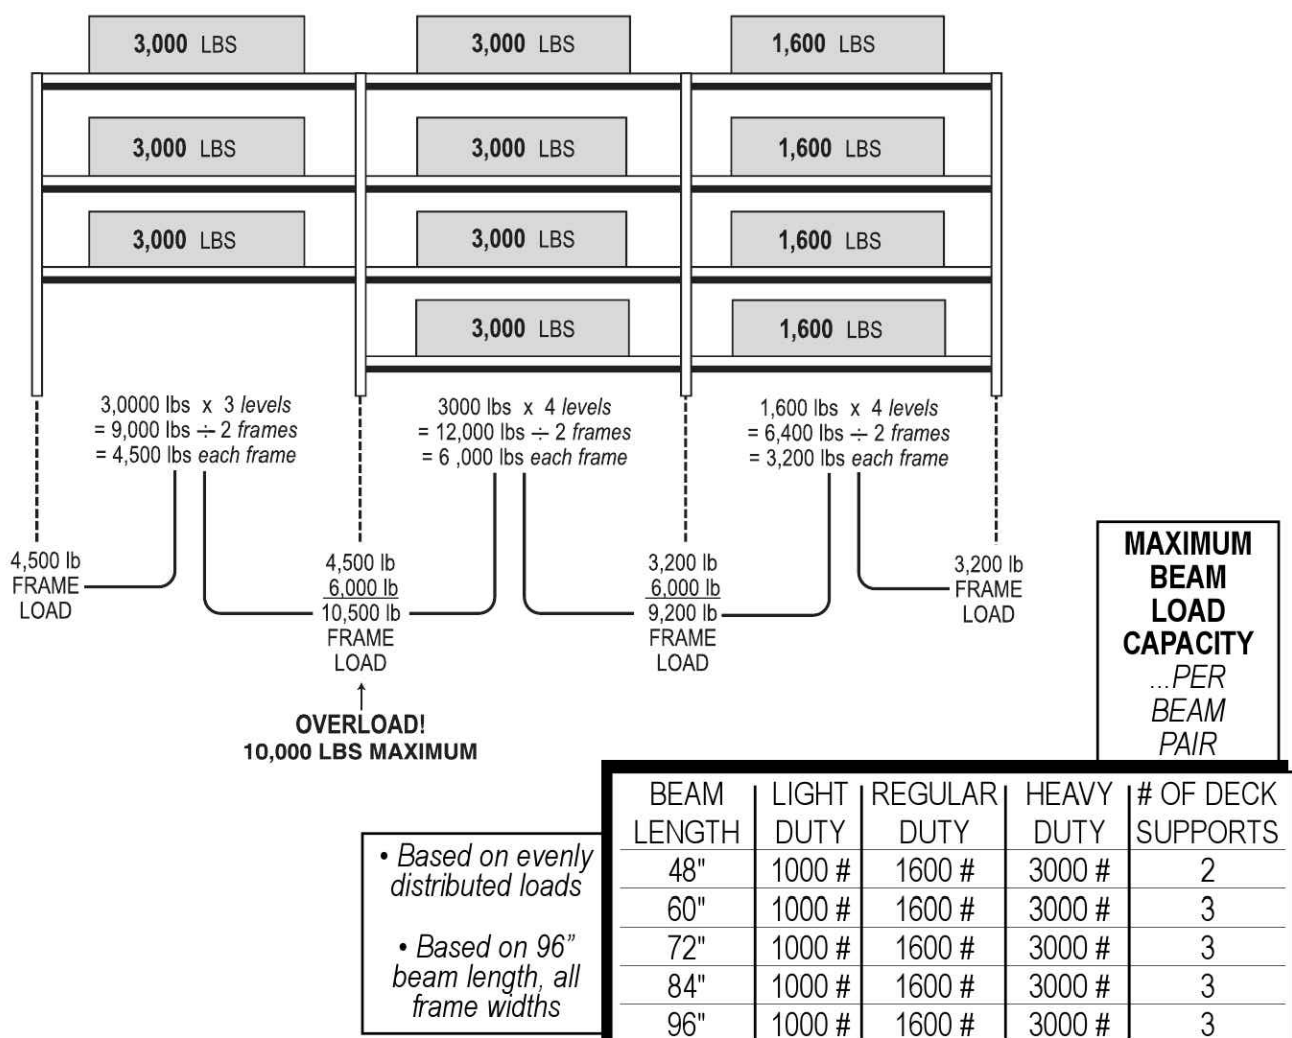 3,000 LBS
3,000 LBS
1,600 LBS
3,000 LBS
3,000 LBS
1,600 LBS
3,000 LBS
3,000 LBS
1,600 LBS
3,000 LBS
1,600 LBS
3,0000 lbs x 3 levels
= 9,000 lbs ÷ 2 frames
= 4,500 lbs each frame
3000 lbs x 4 levels
= 12,000 lbs ÷ 2 frames
= 6 ,000 lbs each frame
1,600 lbs x 4 levels
= 6,400 lbs ÷ 2 frames
= 3,200 lbs each frame
4,500 lb
FRAME
LOAD
4,500 lb
6,000 lb
10,500 lb
FRAME
LOAD
3,200 lb
6,000 lb
9,200 lb
FRAME
LOAD
3,200 lb
FRAME
LOAD
OVERLOAD!
10,000 LBS MAXIMUM
MAXIMUM
BEAM
LOAD
CAPACITY
...PER
BEAM
PAIR
• Based on evenly
distributed loads
• Based on 96”
beam length, all
frame widths
BEAM LIGHT REGULAR HEAVY # OF DECK
LENGTH DUTY DUTY DUTY SUPPORTS
48" 1000 # 1600 # 3000 # 2
60" 1000 # 1600 # 3000 # 3
72" 1000 # 1600 # 3000 # 3
84" 1000 # 1600 # 3000 # 3
96" 1000 # 1600 # 3000 # 3